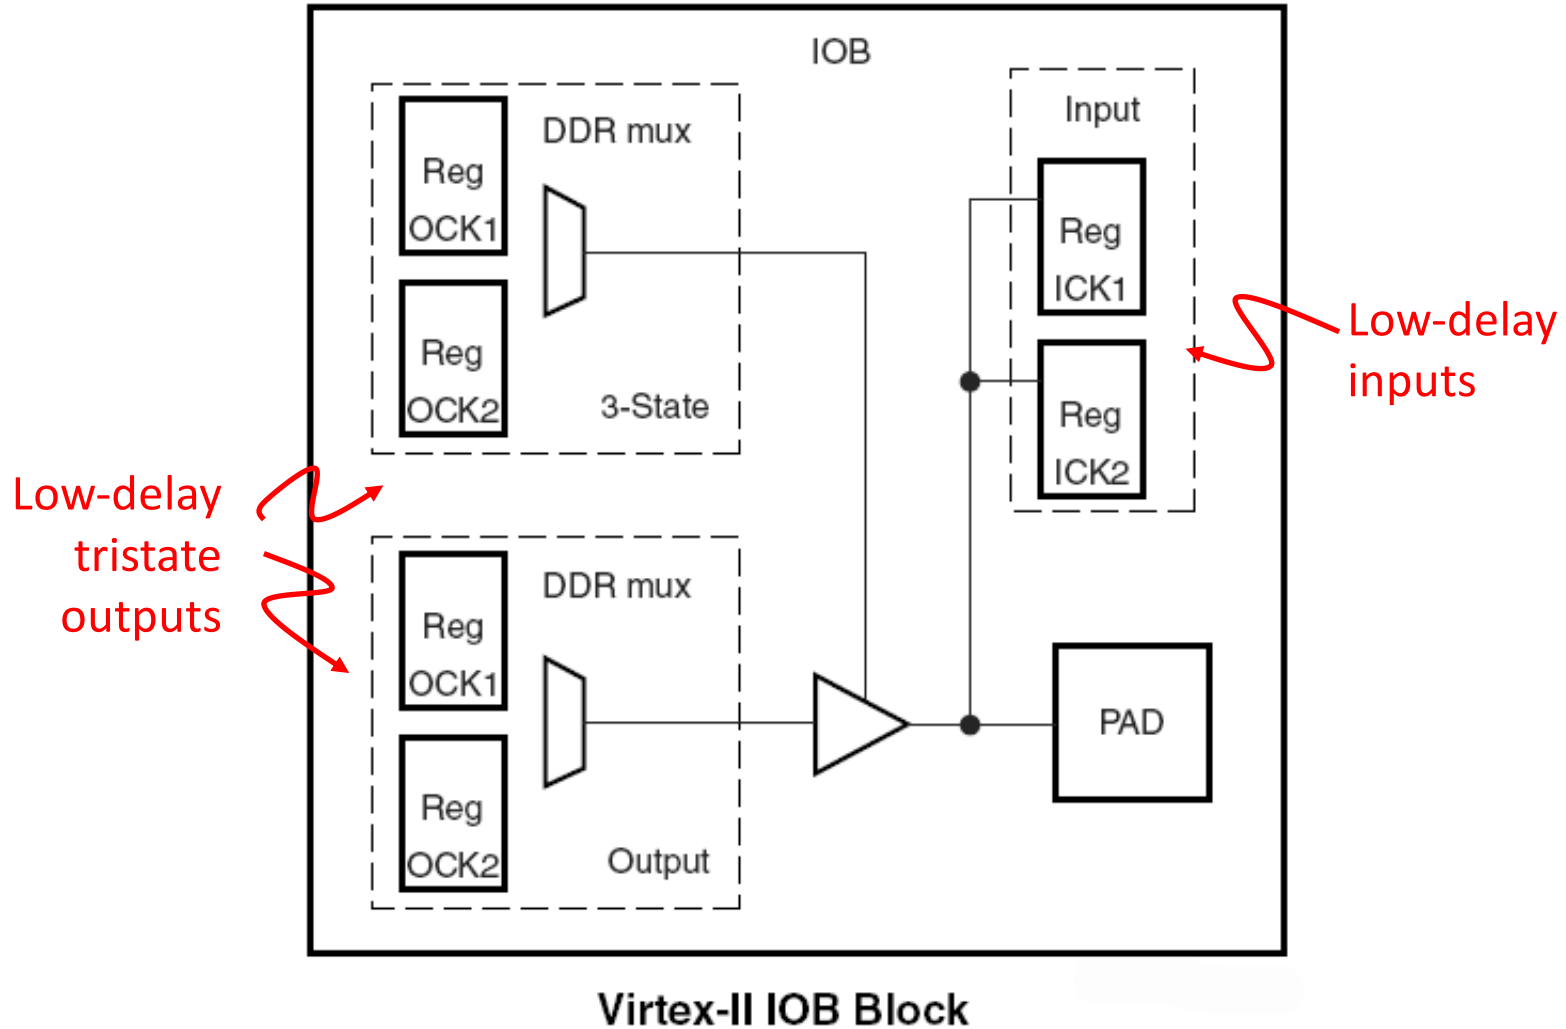 IOB
DDR mux
Reg
OCK1
Reg
OCK2
3-State
Input
Reg
ICK1
Reg
ICK2
Low-delay
inputs
Low-delay
tristate
outputs
DDR mux
Reg
OCK1
Reg
OCK2
Output
PAD
Virtex-II IOB Block